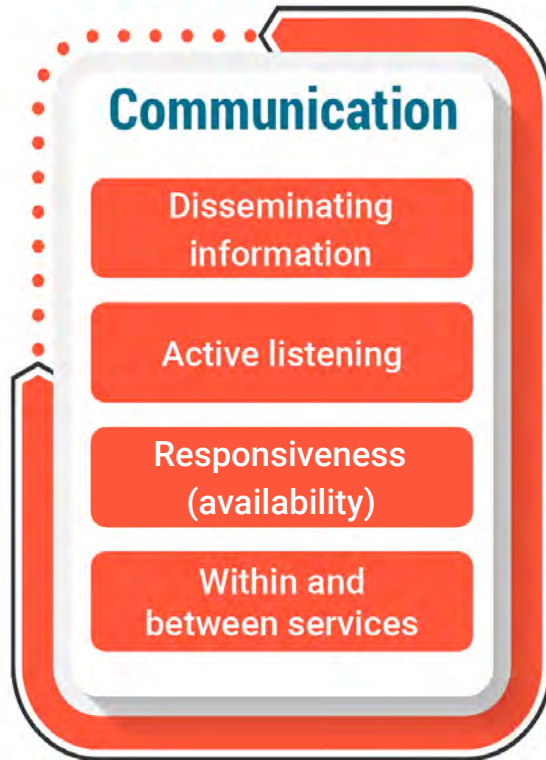 Communication
Disseminating
information
Active listening
Responsiveness
(availability)
Within and
between services